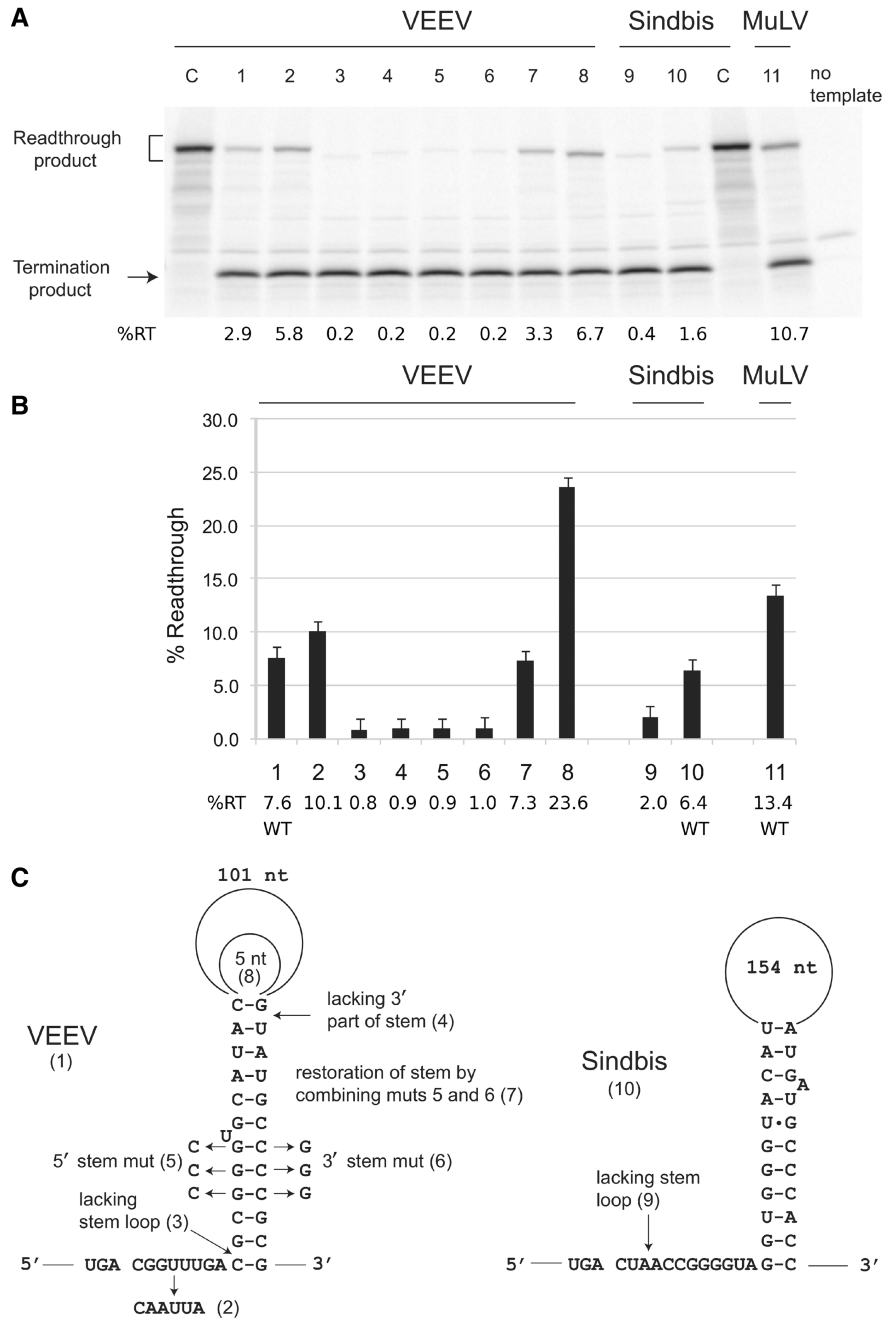 A
VEEV Sindbis MuLV
C 1 2 3 4 5 6 7 8 9 10 C 11 no template
Readthrough
product
Termination
product
%RT 2.9 5.8 0.2 0.2 0.2 0.2 3.3 6.7 0.4 1.6 10.7
B
VEEV Sindbis MuLV
% Readthrough
30.0
25.0
20.0
15.0
10.0
5.0
0.0
1 2 3 4 5 6 7 8 9 10 11
%RT 7.6 10.1 0.8 0.9 0.9 1.0 7.3 23.6 2.0 6.4 13.4
WT WT WT
C
101 nt
5 nt
(8)
VEEV
(1)
C-G
A-U
U-A
A-U
C-G
G-C
U
C ← G-C → G
C ← G-C → G
C ← G-C → G
C-G
G-C
5′ UGA CGGUUUGAC-G 3′
CAAUUA (2)
lacking 3′
part of stem (4)
restoration of stem by
combining muts 5 and 6 (7)
5′ stem mut (5)
3′ stem mut (6)
lacking
stem loop (3)
154 nt
Sindbis
(10)
U-A
A-U
C-G
A
A-U
U•G
G-C
G-C
G-C
U-A
G-C
5′ UGA CUAACCGGGGUAG-C 3′
lacking stem
loop (9)